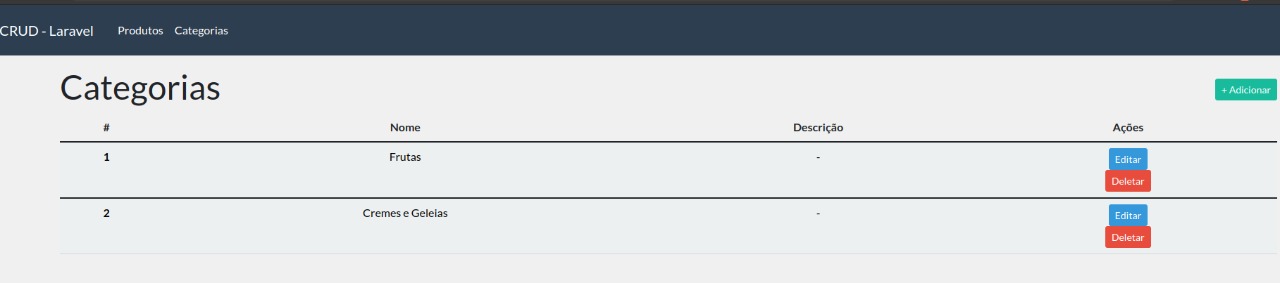 CRUD - Laravel Produtos Categorias
Categorias
+ Adicionar
# Nome Descrição Ações
1 Frutas - Editar
Deletar
2 Cremes e Geleias - Editar
Deletar